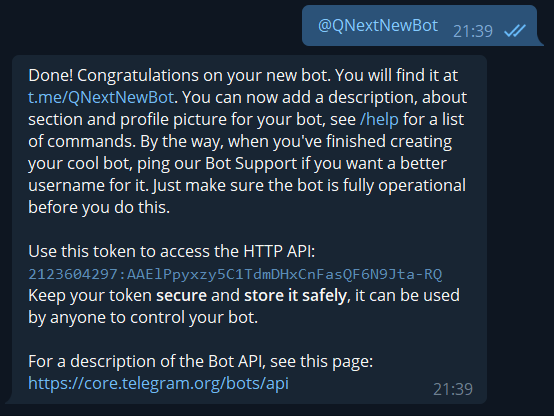 @QNextNewBot 21:39
Done! Congratulations on your new bot. You will find it at
t.me/QNextNewBot. You can now add a description, about
section and profile picture for your bot, see /help for a list
of commands. By the way, when you've finished creating
your cool bot, ping our Bot Support if you want a better
username for it. Just make sure the bot is fully operational
before you do this.
Use this token to access the HTTP API:
2123604297:AAElPpyxzy5C1TdmDHxCnFasQF6N9Jta-RQ
Keep your token secure and store it safely, it can be used
by anyone to control your bot.
For a description of the Bot API, see this page:
https://core.telegram.org/bots/api 21:39